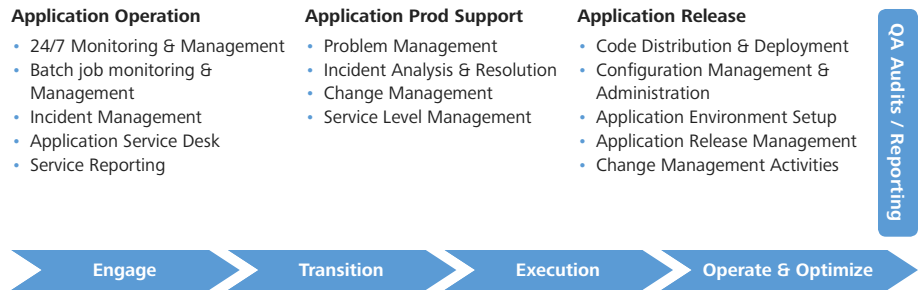 Application Operation
• 24/7 Monitoring & Management
• Batch job monitoring &
Management
• Incident Management
• Application Service Desk
• Service Reporting
Application Prod Support
• Problem Management
• Incident Analysis & Resolution
• Change Management
• Service Level Management
Application Release
• Code Distribution & Deployment
• Configuration Management &
Administration
• Application Environment Setup
• Application Release Management
• Change Management Activities
QA Audits / Reporting
Engage
Transition
Execution
Operate & Optimize